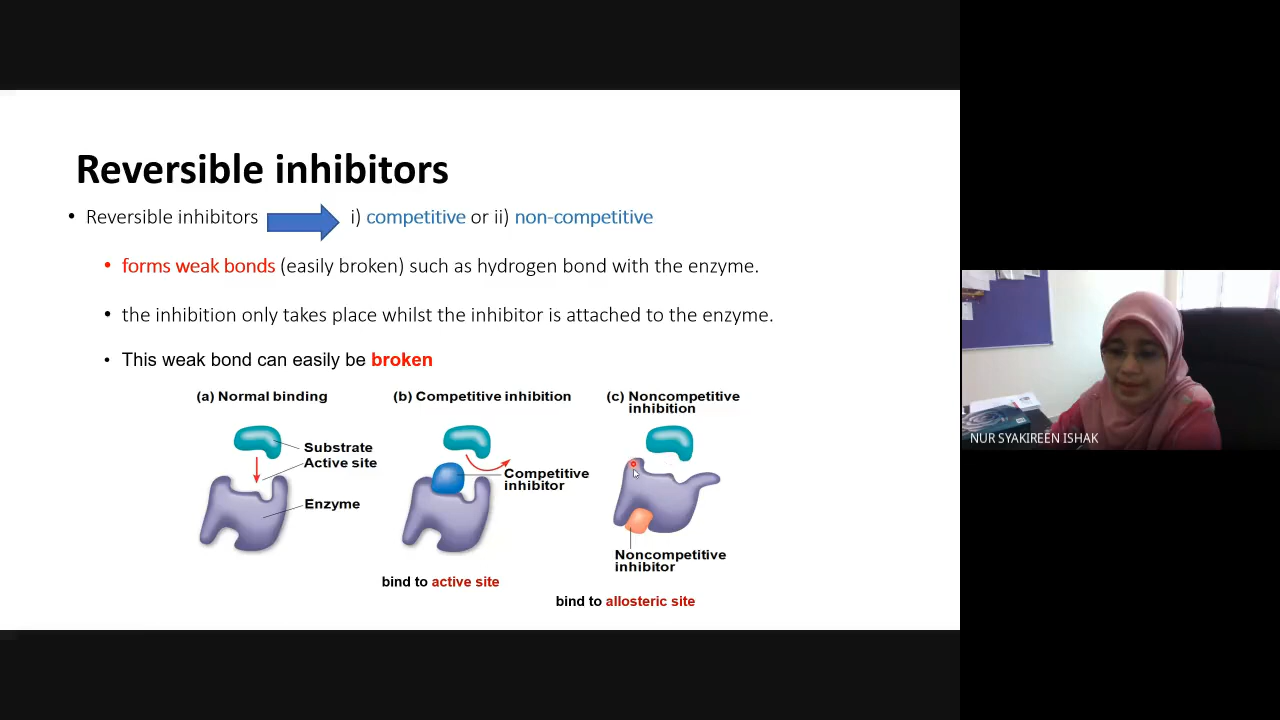 Reversible inhibitors
• Reversible inhibitors i) competitive or ii) non-competitive
• forms weak bonds (easily broken) such as hydrogen bond with the enzyme.
• the inhibition only takes place whilst the inhibitor is attached to the enzyme.
• This weak bond can easily be broken
(a) Normal binding
Substrate
Active site
Enzyme
(b) Competitive inhibition
Competitive
inhibitor
bind to active site
(c) Noncompetitive
inhibition
Noncompetitive
inhibitor
bind to allosteric site
NUR SYAKIREEN ISHAK